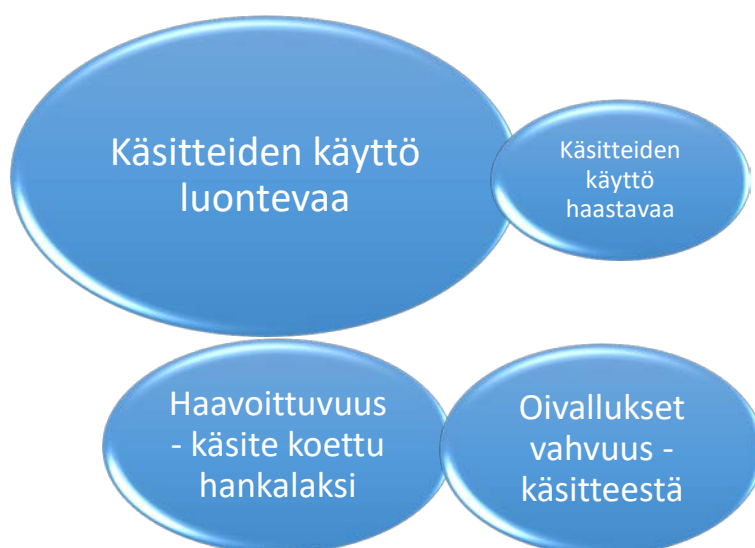 Käsitteiden käyttö
luontevaa
Käsitteiden
käyttö
haastavaa
Haavoittuvuus
- käsite koettu
hankalaksi
Oivallukset
vahvuus -
käsitteestä